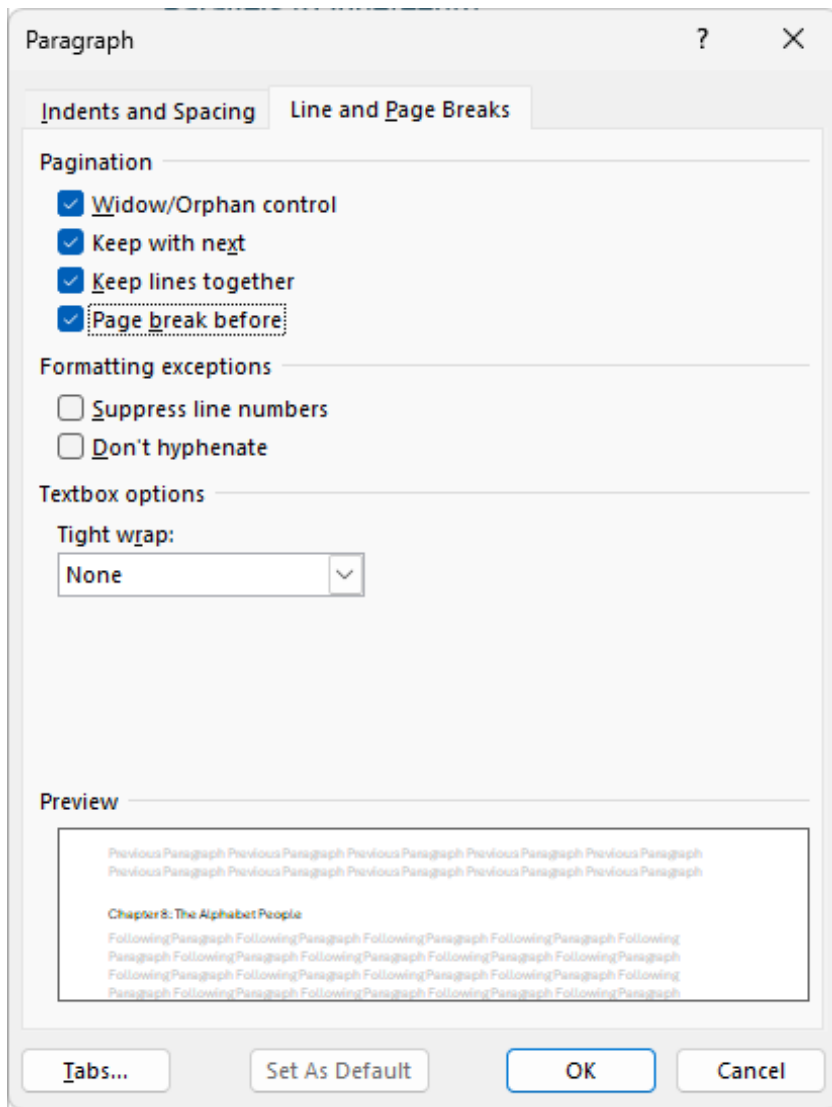 Paragraph
?
Indents and Spacing
Line and Page Breaks
Pagination
Widow/Orphan control
Keep with next
Keep lines together
Page break before
Formatting exceptions
Suppress line numbers
Don't hyphenate
Textbox options
Tight wrap:
None
Preview
Previous Paragraph Previous Paragraph Previous Paragraph Previous Paragraph Previous Paragraph
Previous Paragraph Previous Paragraph Previous Paragraph Previous Paragraph Previous Paragraph
Chapter 8: The Alphabet People
Following Paragraph Following Paragraph Following Paragraph Following Paragraph Following
Paragraph Following Paragraph Following Paragraph Following Paragraph Following Paragraph
Following Paragraph Following Paragraph Following Paragraph Following Paragraph Following
Paragraph Following Paragraph Following Paragraph Following Paragraph Following Paragraph
Tabs...
Set As Default
OK
Cancel